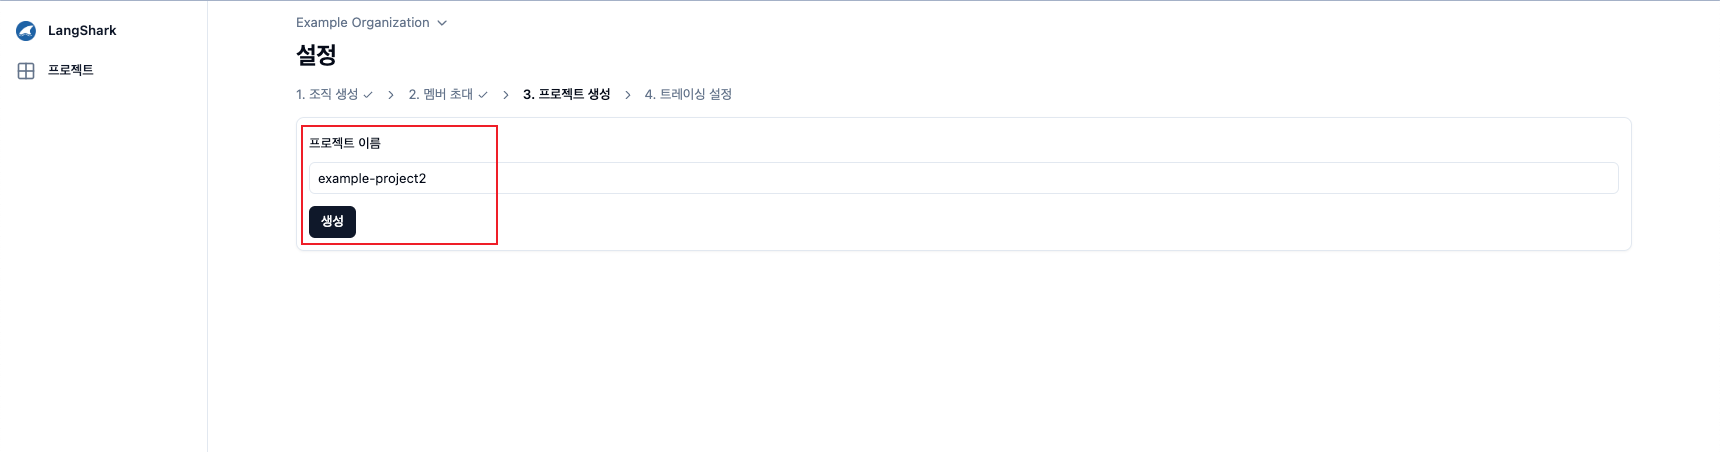 LangShark
프로젝트
Example Organization
설정
1. 조직 생성 ✓ > 2. 멤버 초대 ✓ > 3. 프로젝트 생성 > 4. 트레이싱 설정
프로젝트 이름
example-project2
생성